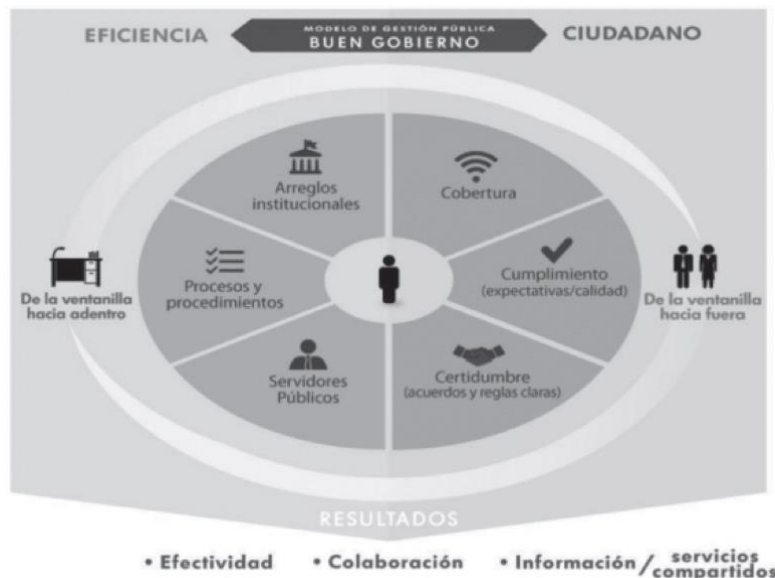 EFICIENCIA
MODELO DE GESTIÓN PÚBLICA
BUEN GOBIERNO
CIUDADANO
Arreglos
institucionales
Cobertura
De la ventanilla
hacia adentro
Procesos y
procedimientos
Cumplimiento
(expectativas/calidad)
De la ventanilla
hacia fuera
Servidores
Públicos
Certidumbre
(acuerdos y reglas claras)
RESULTADOS
• Efectividad
• Colaboración
• Información / servicios
compartidos